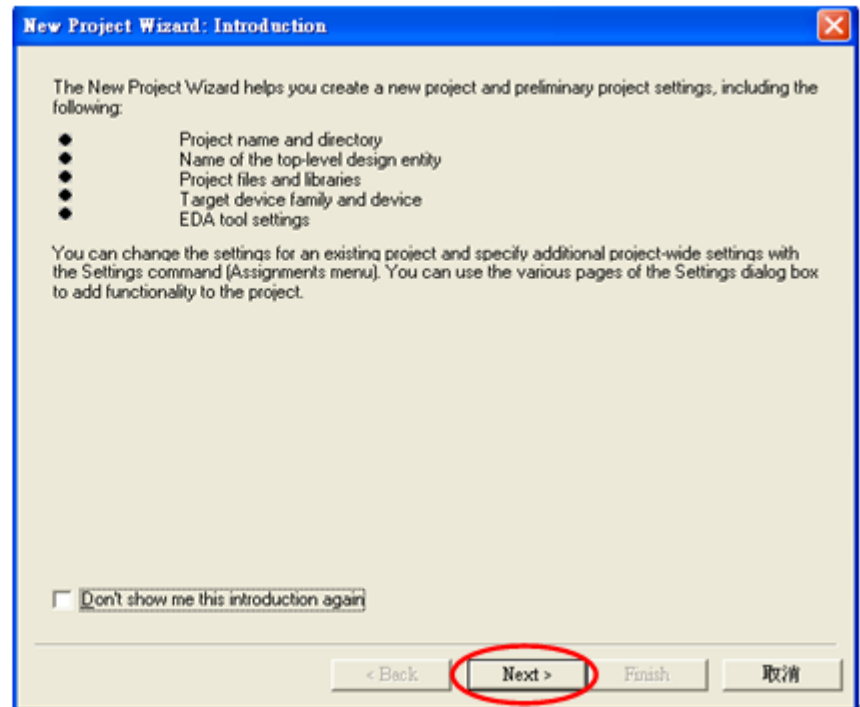 New Project Wizard: Introduction
The New Project Wizard helps you create a new project and preliminary project settings, including the
following:
Project name and directory
Name of the top-level design entity
Project files and libraries
Target device family and device
EDA tool settings
You can change the settings for an existing project and specify additional project-wide settings with
the Settings command (Assignments menu). You can use the various pages of the Settings dialog box
to add functionality to the project.
Don't show me this introduction again
< Back Next > Finish 取消